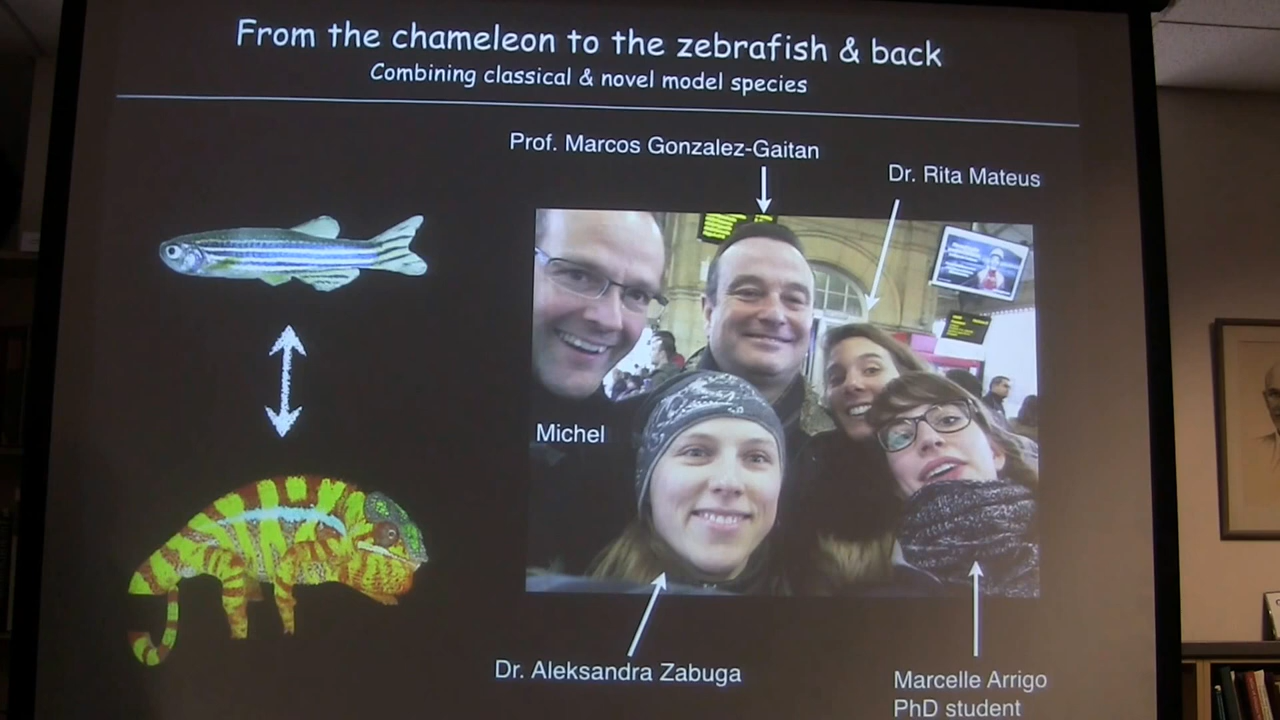 From the chameleon to the zebrafish & back
Combining classical & novel model species
Prof. Marcos Gonzalez-Gaitan
Dr. Rita Mateus
Michel
Dr. Aleksandra Zabuga
Marcelle Arrigo
PhD student